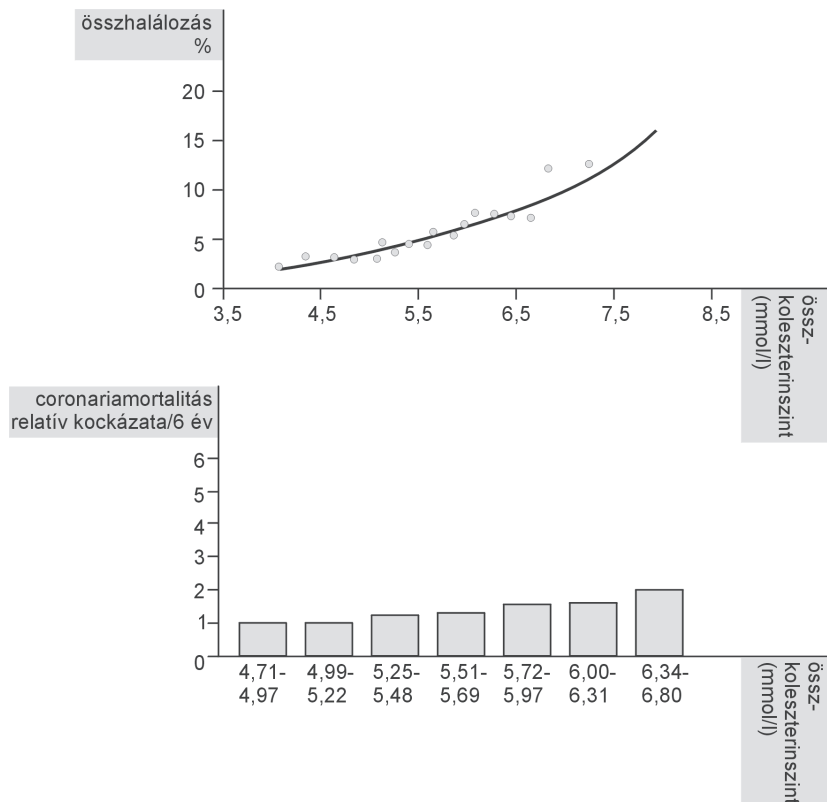 összhalálozás
%
20
15
10
5
0
3,5 4,5 5,5 6,5 7,5 8,5
össz-
koleszterinszint
(mmol/l)
coronariamortalitás
relatív kockázata/6 év
6
5
4
3
2
1
0
4,71- 4,99- 5,25- 5,51- 5,72- 6,00- 6,34-
4,97 5,22 5,48 5,69 5,97 6,31 6,80
össz-
koleszterinszint
(mmol/l)